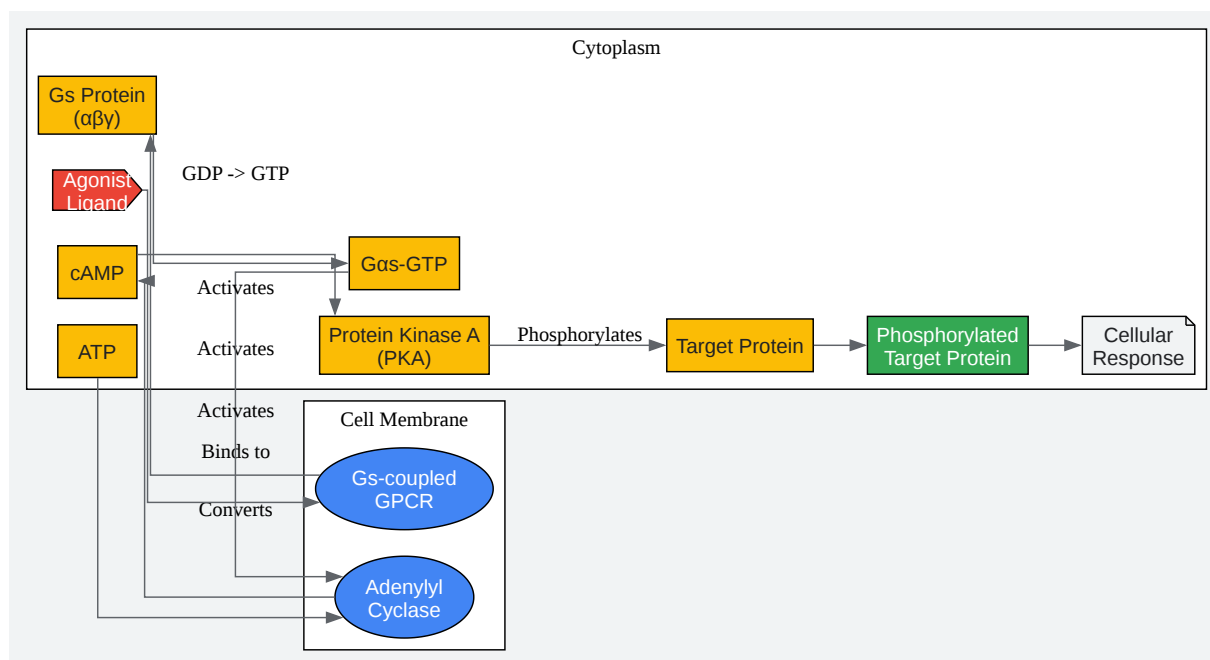 Cytoplasm
Gs Protein
(αβγ)
GDP -> GTP
Agonist
Ligand
cAMP
Gαs-GTP
Activates
ATP
Activates
Protein Kinase A
(PKA)
Phosphorylates
Target Protein
Phosphorylated
Target Protein
Cellular
Response
Activates
Cell Membrane
Binds to
Gs-coupled
GPCR
Converts
Adenylyl
Cyclase